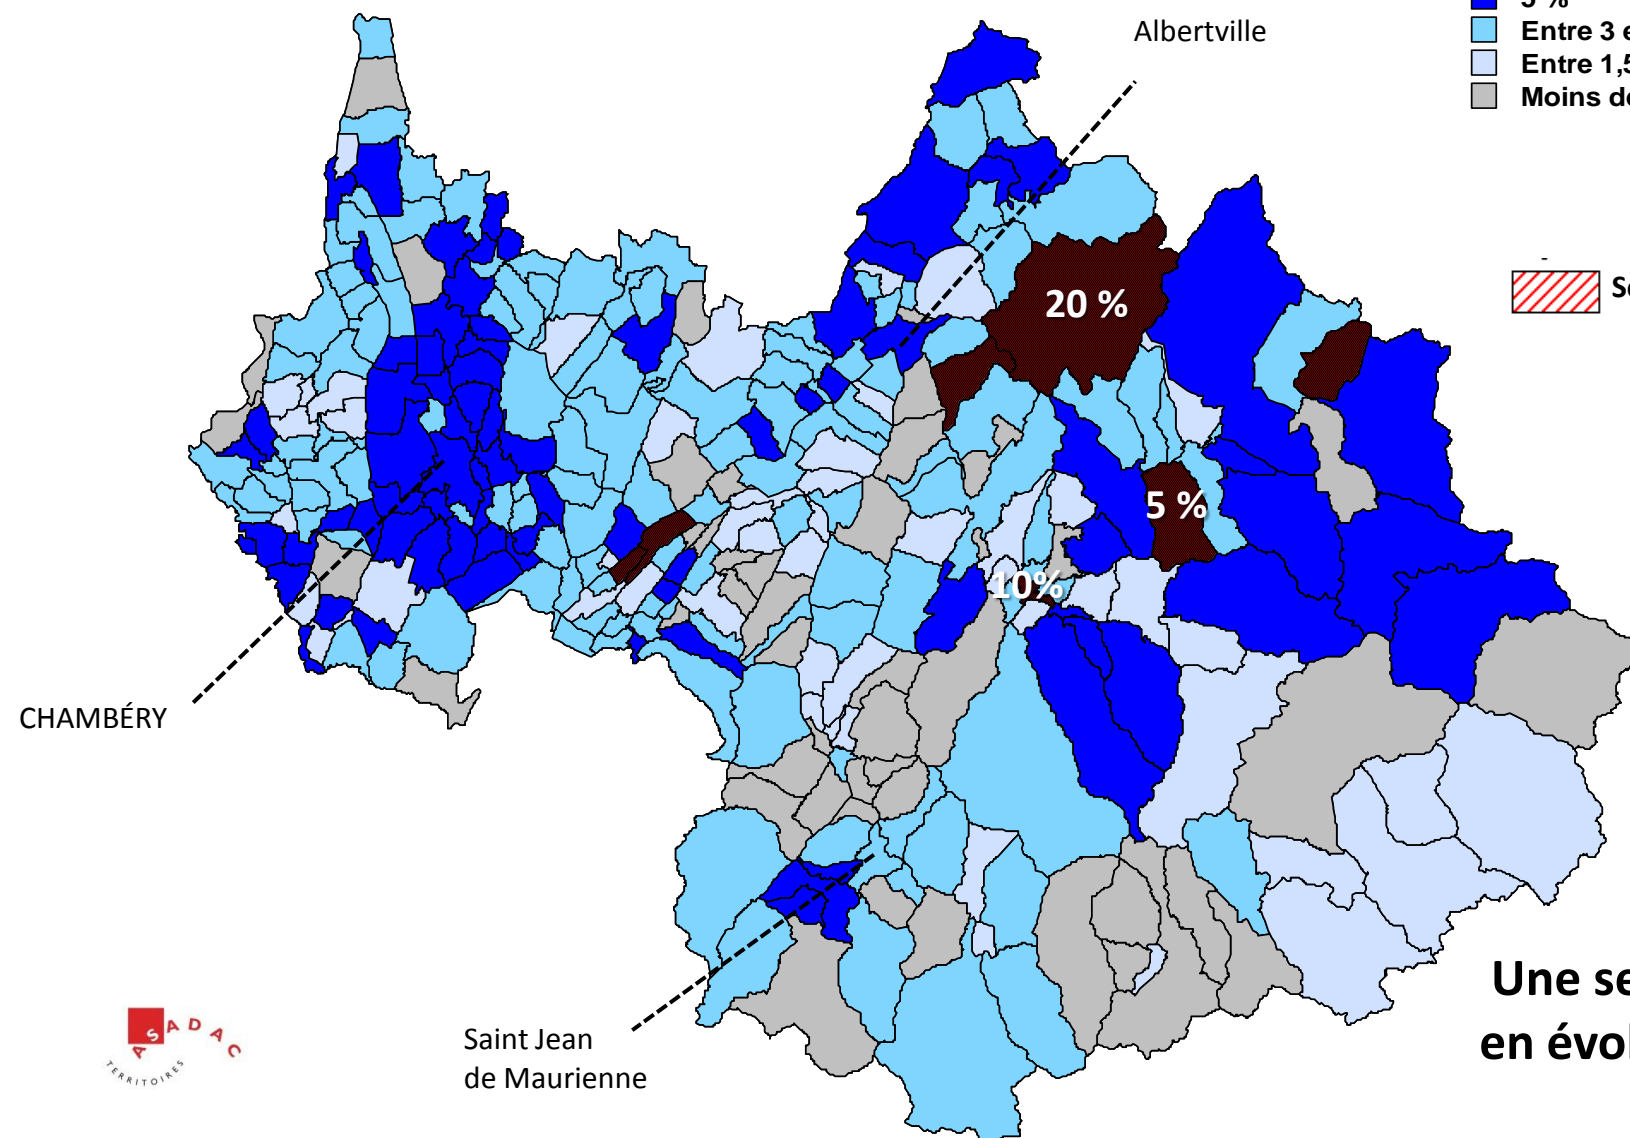 5 %
Entre 3 e
Entre 1,5
Moins de
Albertville
20 %
5 %
10%
CHAMBÉRY
Saint Jean
de Maurienne
Une se
en évol
ASADAC
TERRITOIRES